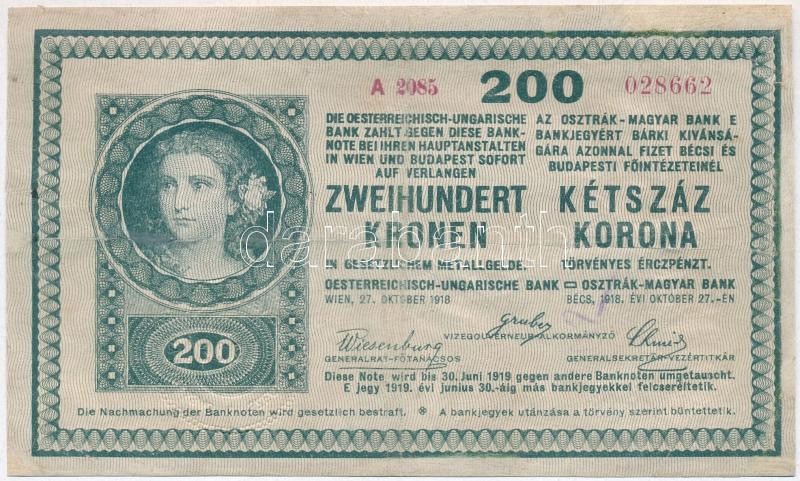 A 2085 200 028662
DIE OESTERREICHISCH-UNGARISCHE
BANK ZAHLT GEGEN DIESE BANK-
NOTE BEI IHREN HAUPTANSTALTEN
IN WIEN UND BUDAPEST SOFORT
AUF VERLANGEN
ZWEIHUNDERT
KRONEN
IN GESETZLICHEM METALLGELDE.
OESTERREICHISCH-UNGARISCHE BANK
WIEN, 27. OKTOBER 1918
AZ OSZTRÁK-MAGYAR BANK E
BANKJEGYÉRT BÁRKI KIVÁNSÁ-
GÁRA AZONNAL FIZET BÉCSI ÉS
BUDAPESTI FŐINTÉZETEINÉL
KÉTSZÁZ
KORONA
TÖRVÉNYES ÉRCZPÉNZT.
OSZTRÁK-MAGYAR BANK
BÉCS, 1918. ÉVI OKTÓBER 27.-ÉN
darabanth
200
Wiesenburg
GENERALRAT-FŐTANÁCSOS
Gruber
VIZEGOUVERNEUR-ALKORMÁNYZÓ
Schmid
GENERALSEKRETÄR-VEZÉRTITKÁR
Diese Note wird bis 30. Juni 1919 gegen andere Banknoten umgetauscht.
E jegy 1919. évi junius 30.-áig más bankjegyekkel felcseréltetik.
Die Nachmachung der Banknoten wird gesetzlich bestraft. ※ A bankjegyek utánzása a törvény szerint büntettetik.